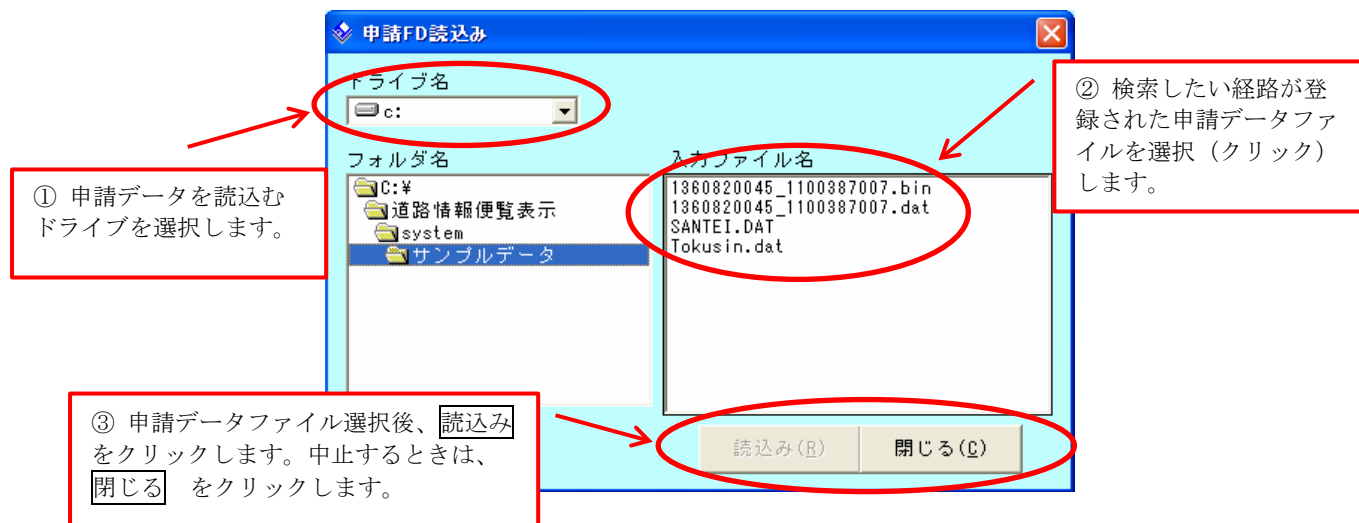 申請FD読込み
ドライブ名
c:
② 検索したい経路が登
録された申請データファ
イルを選択（クリック）
します。
① 申請データを読込む
ドライブを選択します。
フォルダ名
C:¥
道路情報便覧表示
system
サンプルデータ
入力ファイル名
1360820045_1100387007.bin
1360820045_1100387007.dat
SANTEI.DAT
Tokusin.dat
③ 申請データファイル選択後、読込み
をクリックします。中止するときは、
閉じる　をクリックします。
読込み(R)
閉じる(C)